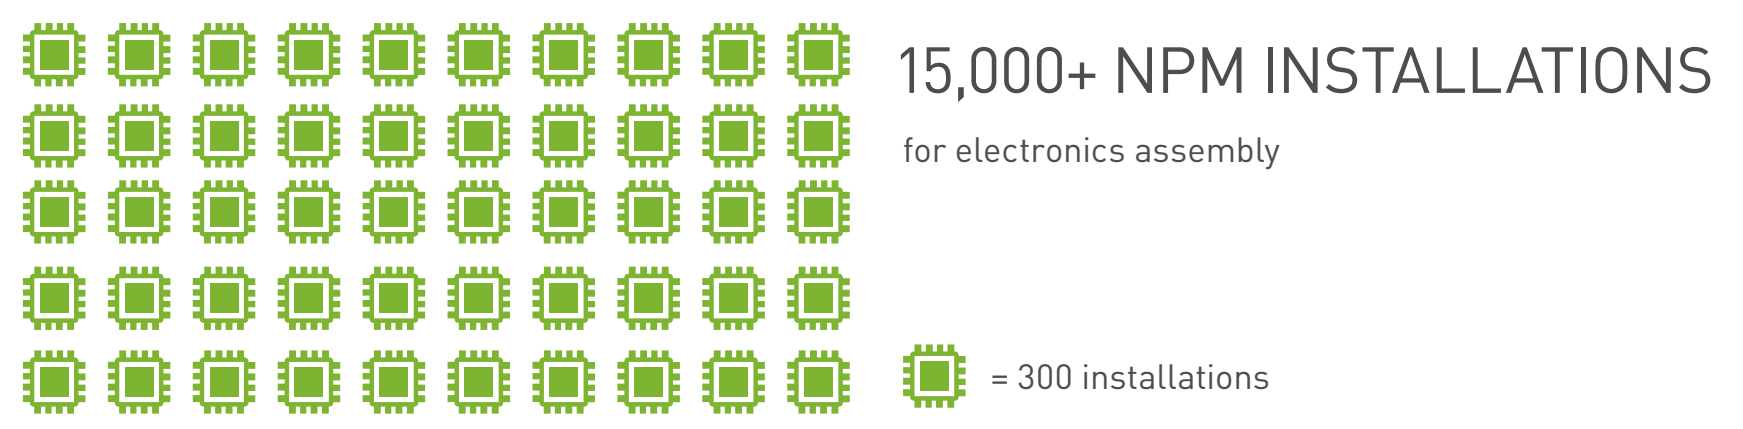 15,000+ NPM INSTALLATIONS
for electronics assembly
= 300 installations